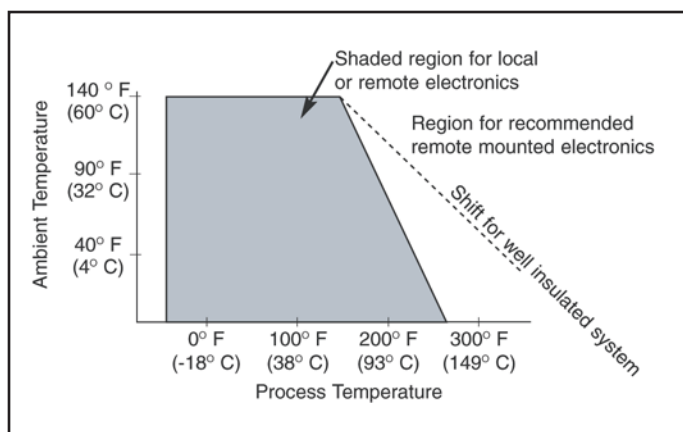 Shaded region for local
or remote electronics
140 ° F
(60° C)
Region for recommended
remote mounted electronics
90° F
(32° C)
Ambient Temperature
Shift for well insulated system
40° F
(4° C)
0° F
(-18° C)
100° F
(38° C)
200° F
(93° C)
300° F
(149° C)
Process Temperature